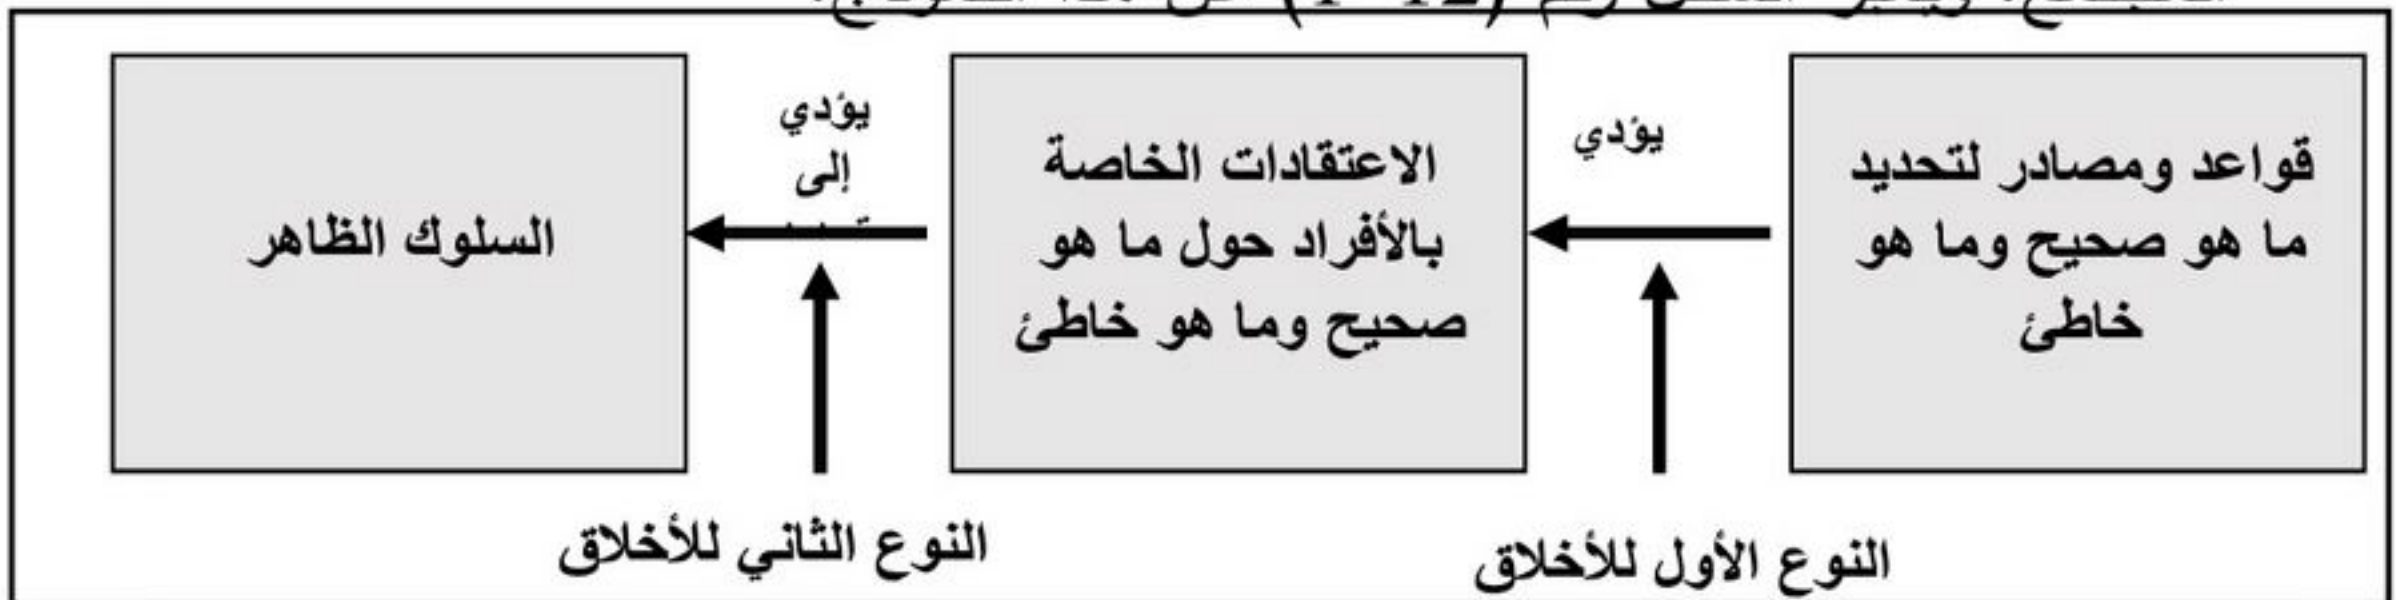 قواعد ومصادر لتحديد
ما هو صحيح وما هو
خاطئ
يؤدي
الاعتقادات الخاصة
بالأفراد حول ما هو
صحيح وما هو خاطئ
يؤدي
إلى
السلوك الظاهر
النوع الأول للأخلاق
النوع الثاني للأخلاق